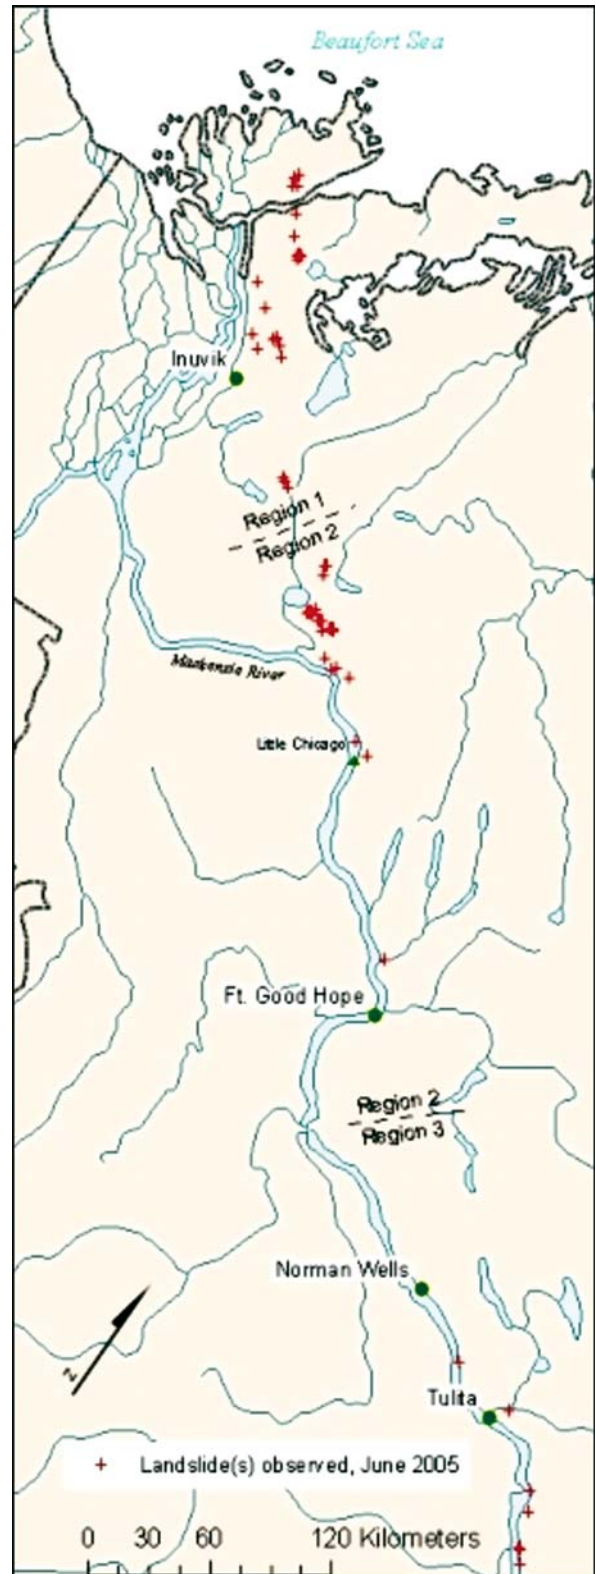 Beaufort Sea
Inuvik
Region 1
Region 2
Mackenzie River
Little Chicago
Ft. Good Hope
Region 2
Region 3
Norman Wells
Tulita
N
Landslide(s) observed, June 2005
0 30 60 120 Kilometers